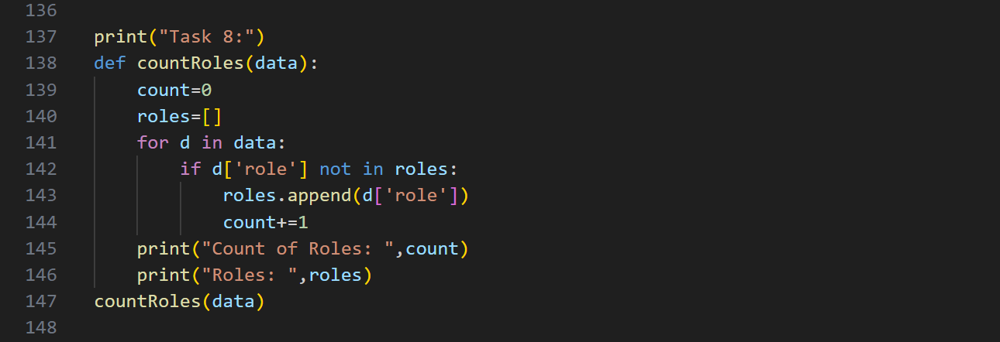 136
137 print("Task 8:")
138 def countRoles(data):
139     count=0
140     roles=[]
141     for d in data:
142         if d['role'] not in roles:
143             roles.append(d['role'])
144             count+=1
145     print("Count of Roles: ",count)
146     print("Roles: ",roles)
147 countRoles(data)
148